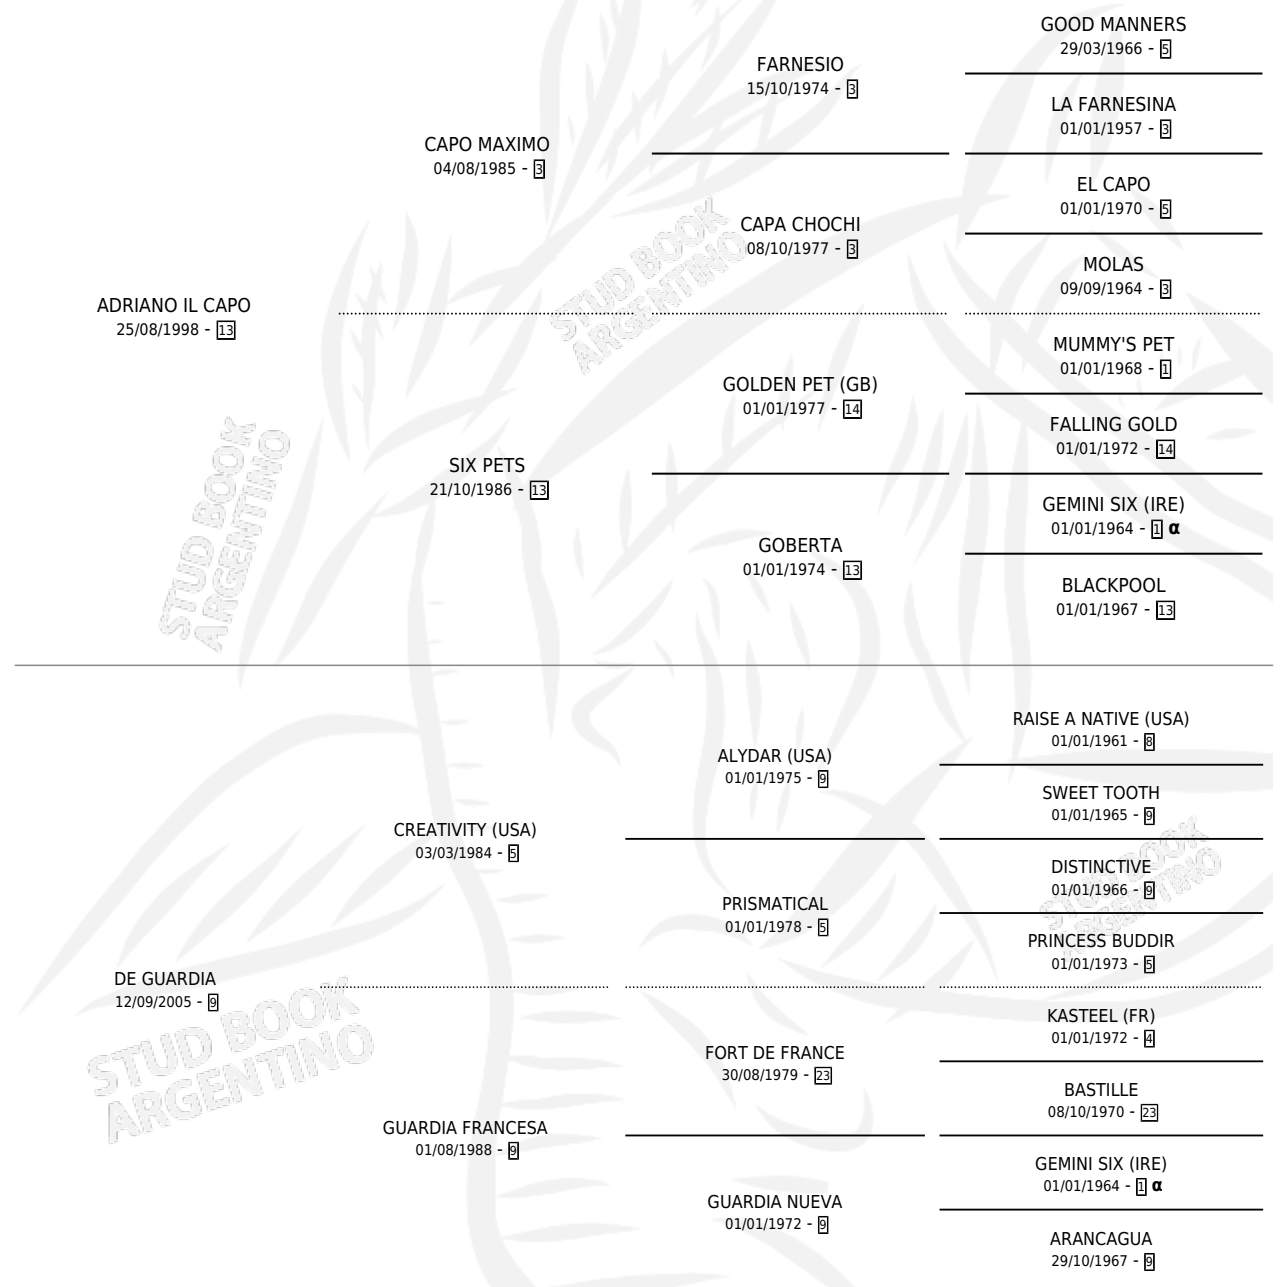 GOOD MANNERS
29/03/1966 - 5
FARNESIO
15/10/1974 - 3
LA FARNESINA
01/01/1957 - 3
CAPO MAXIMO
04/08/1985 - 3
EL CAPO
01/01/1970 - 5
CAPA CHOCHI
08/10/1977 - 3
MOLAS
09/09/1964 - 3
ADRIANO IL CAPO
25/08/1998 - 13
MUMMY'S PET
01/01/1968 - 1
GOLDEN PET (GB)
01/01/1977 - 14
FALLING GOLD
01/01/1972 - 14
SIX PETS
21/10/1986 - 13
GEMINI SIX (IRE)
01/01/1964 - 1 α
GOBERTA
01/01/1974 - 13
BLACKPOOL
01/01/1967 - 13
RAISE A NATIVE (USA)
01/01/1961 - 8
ALYDAR (USA)
01/01/1975 - 9
SWEET TOOTH
01/01/1965 - 9
CREATIVITY (USA)
03/03/1984 - 5
DISTINCTIVE
01/01/1966 - 9
PRISMATICAL
01/01/1978 - 5
PRINCESS BUDDIR
01/01/1973 - 5
DE GUARDIA
12/09/2005 - 9
KASTEEL (FR)
01/01/1972 - 4
FORT DE FRANCE
30/08/1979 - 23
BASTILLE
08/10/1970 - 23
GUARDIA FRANCESA
01/08/1988 - 9
GEMINI SIX (IRE)
01/01/1964 - 1 α
GUARDIA NUEVA
01/01/1972 - 9
ARANCAGUA
29/10/1967 - 9
STUD BOOK
ARGENTINO
STUD BOOK
ARGENTINO
STUD BOOK
ARGENTINO
STUD BOOK
ARGENTINO